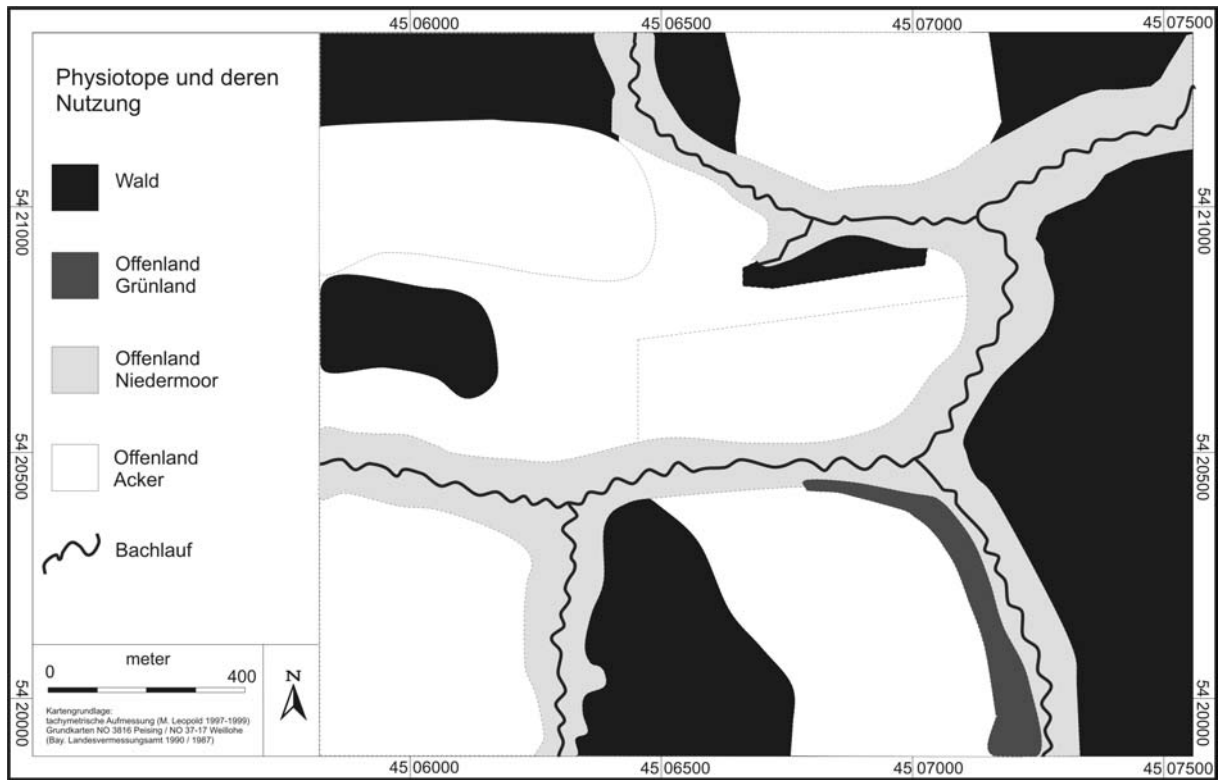 45 06000
45 06500
45 07000
45 07500
Physiotope und deren
Nutzung
Wald
Offenland
Grünland
Offenland
Niedermoor
Offenland
Acker
Bachlauf
54 21000
54 20500
54 20000
54 21000
54 20500
54 20000
meter
0
400
N
Kartengrundlage:
tachymetrische Aufmessung (M. Leopold 1997-1999)
Grundkarten NO 3816 Peising / NO 37-17 Weillohe
(Bay. Landesvermessungsamt 1990 / 1987)
45 06000
45 06500
45 07000
45 07500